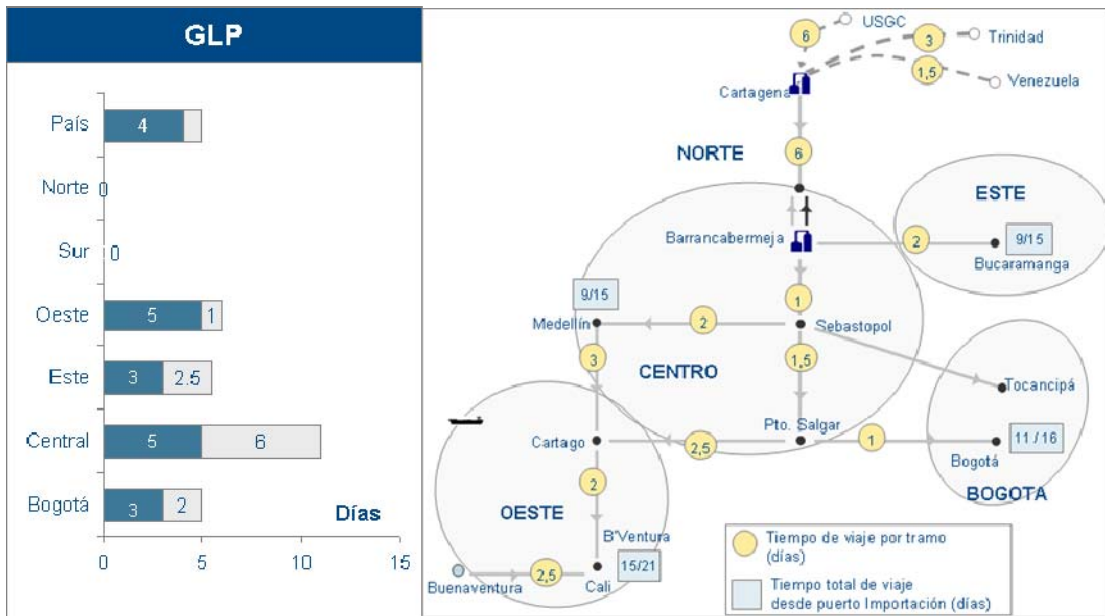 GLP
País
4
Norte
0
Sur
0
Oeste
5
1
Este
3
2.5
Central
5
6
Bogotá
3
2
Días
0
5
10
15
USGC
6
3
Trinidad
1,5
Venezuela
Cartagena
NORTE
6
ESTE
Barrancabermeja
2
9/15
Bucaramanga
9/15
1
Medellín
2
Sebastopol
3
CENTRO
1,5
Tocancipá
Cartago
2,5
Pto. Salgar
1
11 / 16
Bogotá
BOGOTA
2
OESTE
B'Ventura
15/21
Buenaventura
2,5
Cali
Tiempo de viaje por tramo
(días)
Tiempo total de viaje
desde puerto Importación (días)